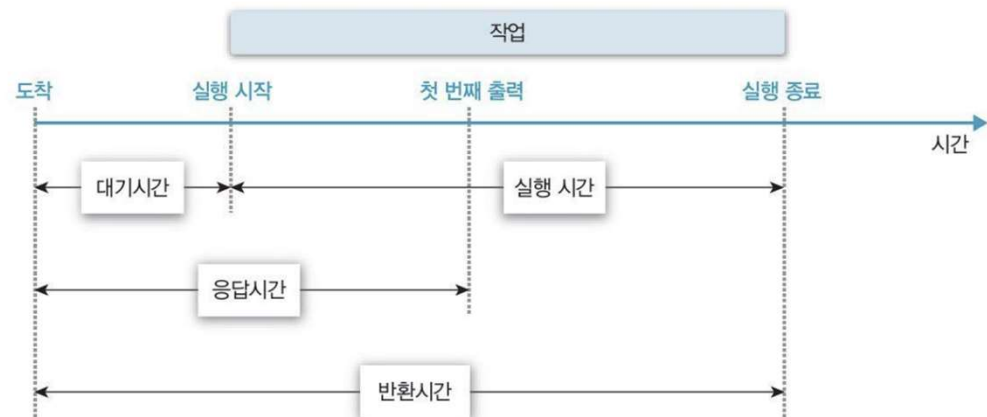 작업
도착 실행 시작 첫 번째 출력 실행 종료
시간
대기시간 실행 시간
응답시간
반환시간